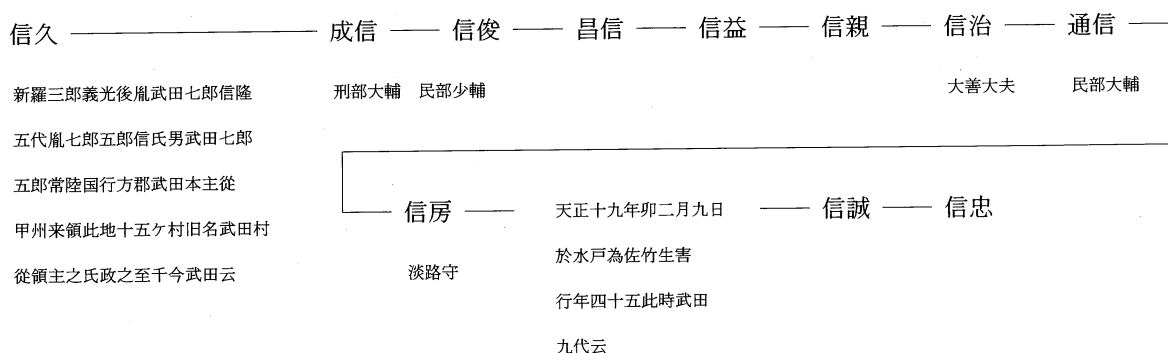 信久 成信 信俊 昌信 信益 信親 信治 通信
新羅三郎義光後胤武田七郎信隆
五代胤七郎五郎信氏男武田七郎
五郎常陸国行方郡武田本主従
甲州来領此地十五ケ村旧名武田村
従領主之氏政之至千今武田云
刑部大輔 民部少輔
大善大夫 民部大輔
信房
淡路守
天正十九年卯二月九日
於水戸為佐竹生害
行年四十五此時武田
九代云
信誠 信忠